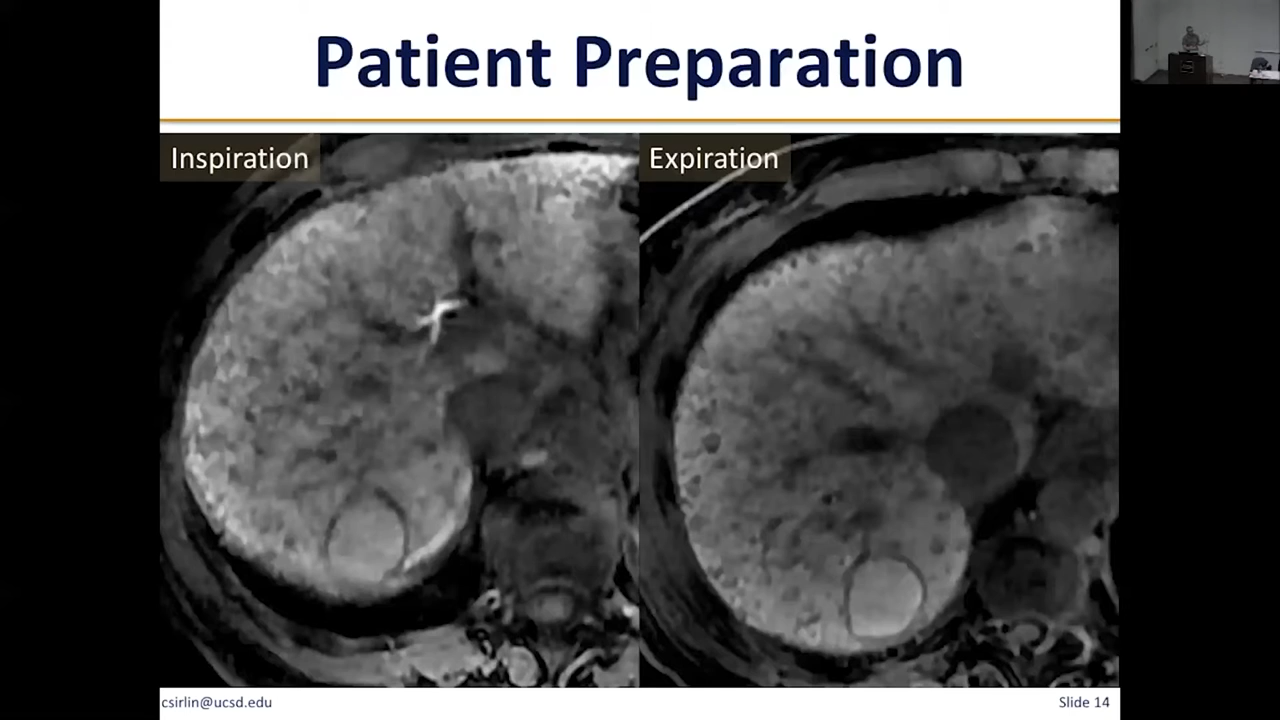 Patient Preparation
Inspiration
Expiration
csirlin@ucsd.edu
Slide 14